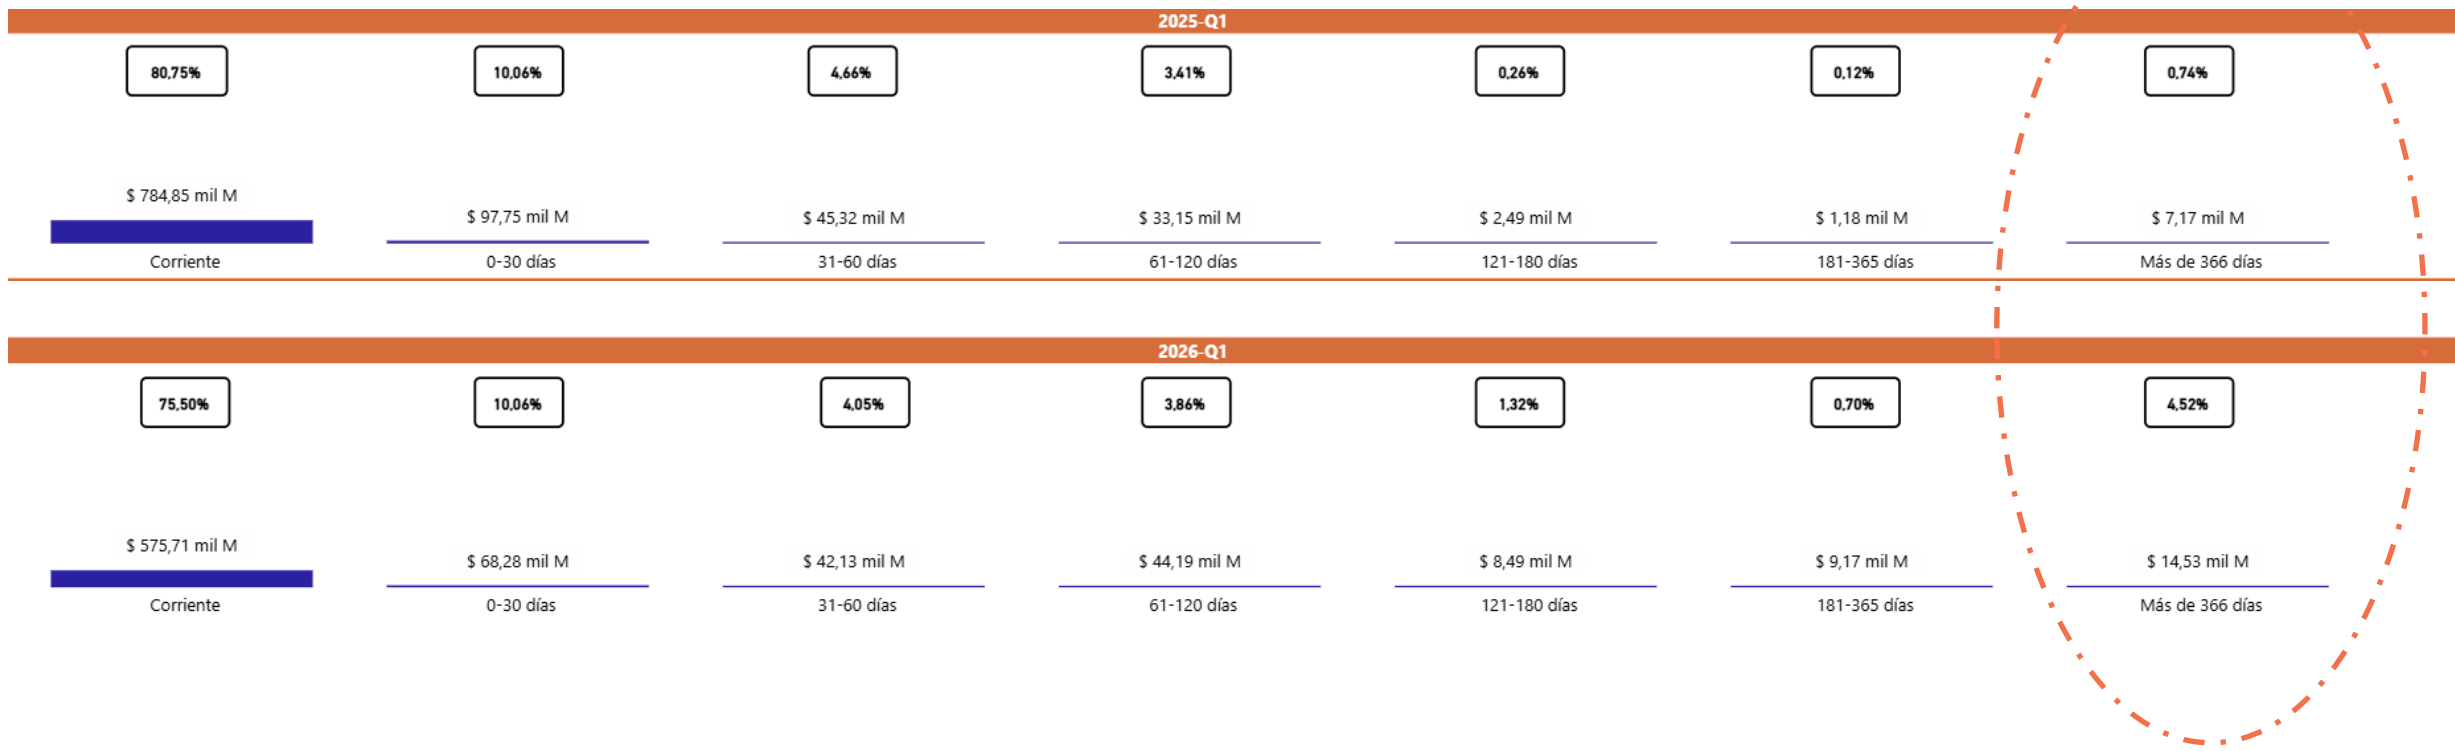 2025-Q1
80,75% 10,06% 4,66% 3,41% 0,26% 0,12% 0,74%
$ 784,85 mil M $ 97,75 mil M $ 45,32 mil M $ 33,15 mil M $ 2,49 mil M $ 1,18 mil M $ 7,17 mil M
Corriente 0-30 días 31-60 días 61-120 días 121-180 días 181-365 días Más de 366 días
2026-Q1
75,50% 10,06% 4,05% 3,86% 1,32% 0,70% 4,52%
$ 575,71 mil M $ 68,28 mil M $ 42,13 mil M $ 44,19 mil M $ 8,49 mil M $ 9,17 mil M $ 14,53 mil M
Corriente 0-30 días 31-60 días 61-120 días 121-180 días 181-365 días Más de 366 días